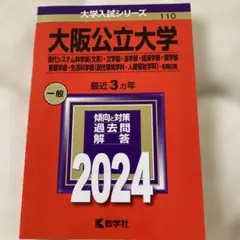 大学入試シリーズ
110
大阪公立大学
現代システム科学域〈文系〉・文学部・法学部・経済学部・商学部
看護学部・生活科学部〈居住環境学科・人間福祉学科〉－前期日程
一般
最近3カ年
傾向と対策
過去問
解答
2024
教学社